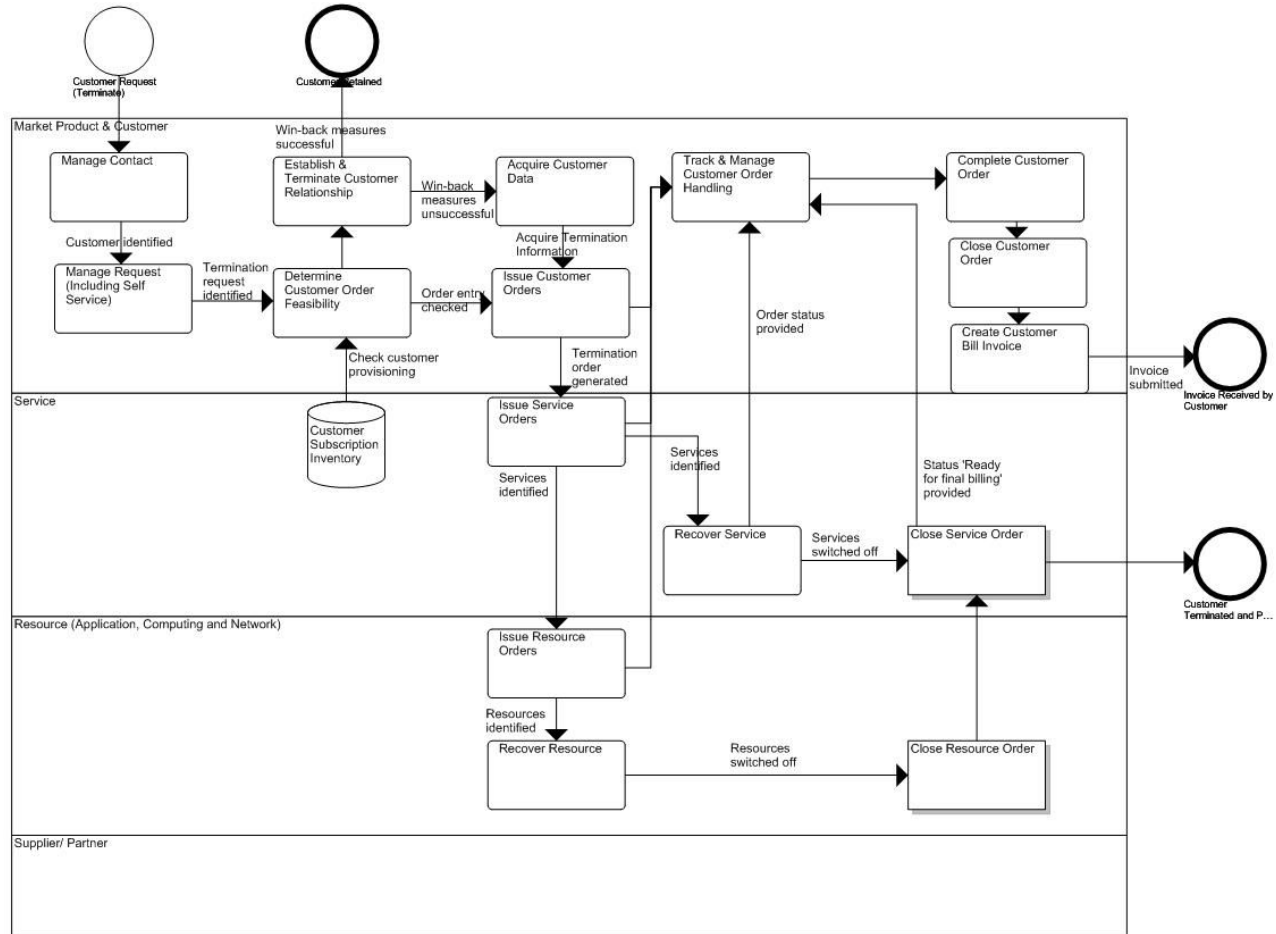 Customer Request
(Terminate)
Customer Retained
Market Product & Customer
Manage Contact
Customer identified
Manage Request
(Including Self
Service)
Termination
request
identified
Win-back measures
successful
Establish &
Terminate Customer
Relationship
Win-back
measures
unsuccessful
Determine
Customer Order
Feasibility
Order entry
checked
Check customer
provisioning
Acquire Customer
Data
Acquire Termination
Information
Issue Customer
Orders
Termination
order
generated
Track & Manage
Customer Order
Handling
Order status
provided
Complete Customer
Order
Close Customer
Order
Create Customer
Bill Invoice
Invoice
submitted
Invoice Received by
Customer
Service
Customer
Subscription
Inventory
Issue Service
Orders
Services
identified
Services
identified
Recover Service
Services
switched off
Status 'Ready
for final billing'
provided
Close Service Order
Customer
Terminated and P...
Resource (Application, Computing and Network)
Issue Resource
Orders
Resources
identified
Recover Resource
Resources
switched off
Close Resource Order
Supplier/ Partner